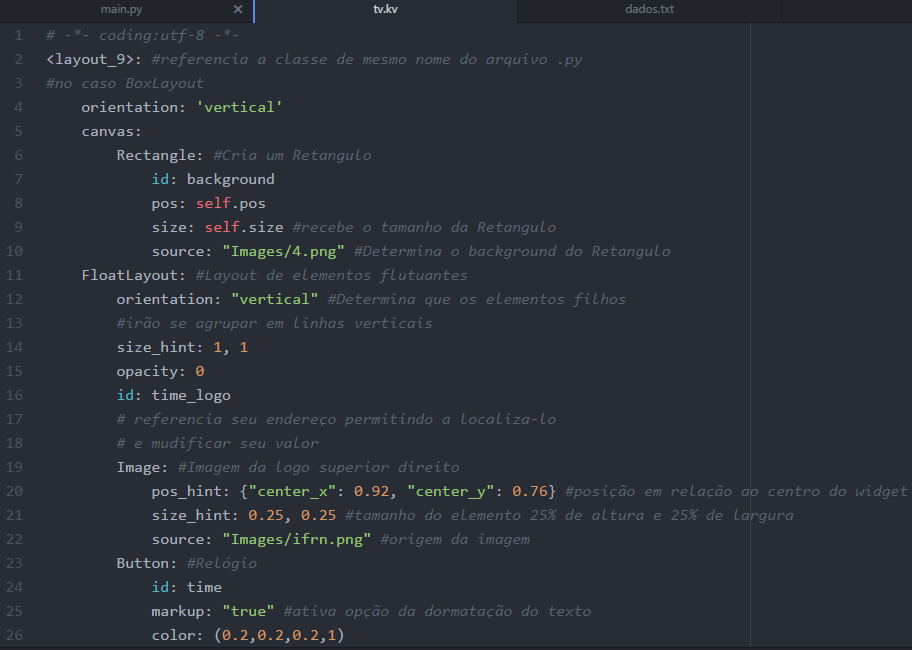 main.py ✕ tv.kv dados.txt
1 # -*- coding:utf-8 -*-
2 <layout_9>: #referencia a classe de mesmo nome do arquivo .py
3 #no caso BoxLayout
4     orientation: 'vertical'
5     canvas:
6         Rectangle: #Cria um Retangulo
7             id: background
8             pos: self.pos
9             size: self.size #recebe o tamanho da Retangulo
10             source: "Images/4.png" #Determina o background do Retangulo
11     FloatLayout: #Layout de elementos flutuantes
12         orientation: "vertical" #Determina que os elementos filhos
13         #irão se agrupar em linhas verticais
14         size_hint: 1, 1
15         opacity: 0
16         id: time_logo
17         # referencia seu endereço permitindo a localiza-lo
18         # e mudificar seu valor
19         Image: #Imagem da logo superior direito
20             pos_hint: {"center_x": 0.92, "center_y": 0.76} #posição em relação ao centro do widget
21             size_hint: 0.25, 0.25 #tamanho do elemento 25% de altura e 25% de largura
22             source: "Images/ifrn.png" #origem da imagem
23         Button: #Relógio
24             id: time
25             markup: "true" #ativa opção da dormatação do texto
26             color: (0.2,0.2,0.2,1)